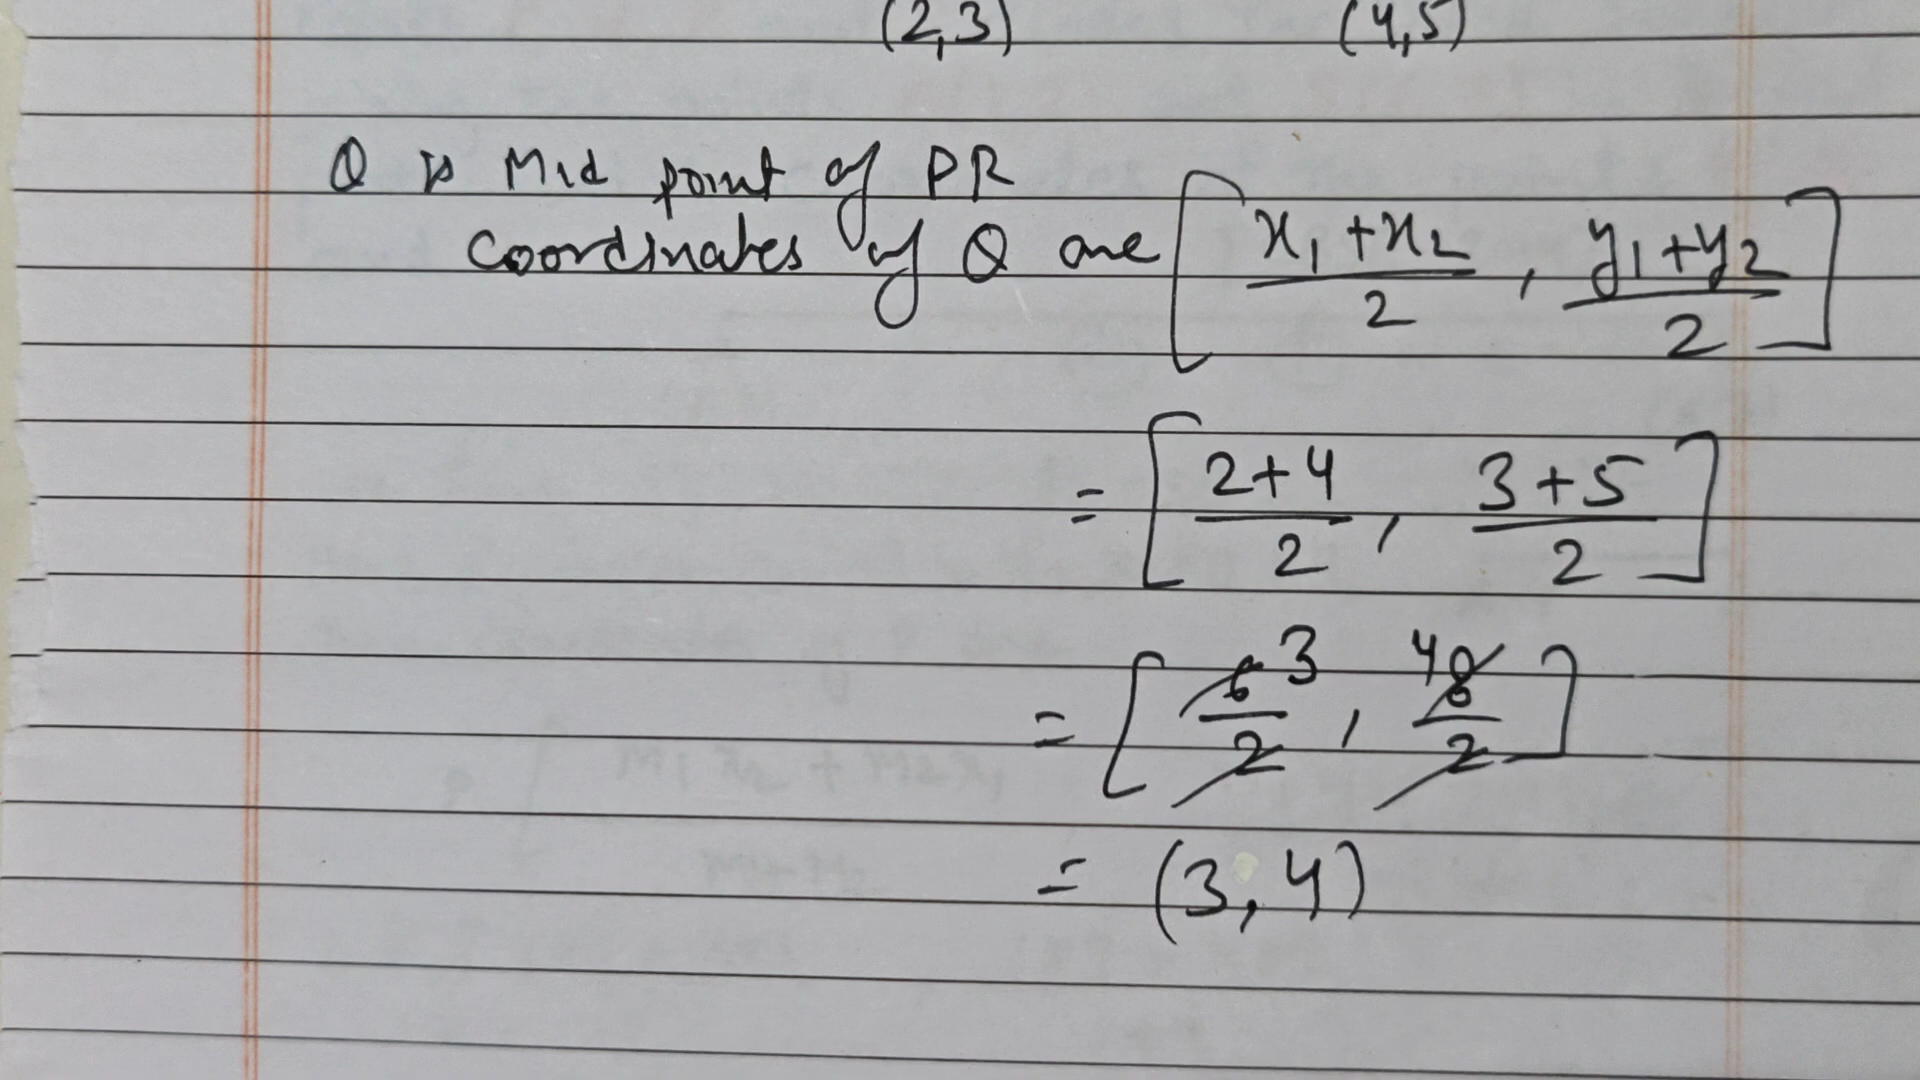 (2,3) (4,5)
Q is Mid point of PR
Coordinates of Q are [ x₁+x₂/2 , y₁+y₂/2 ]
= [ 2+4/2 , 3+5/2 ]
= [ 6/2 3 , 4 8/2 ]
= (3,4)